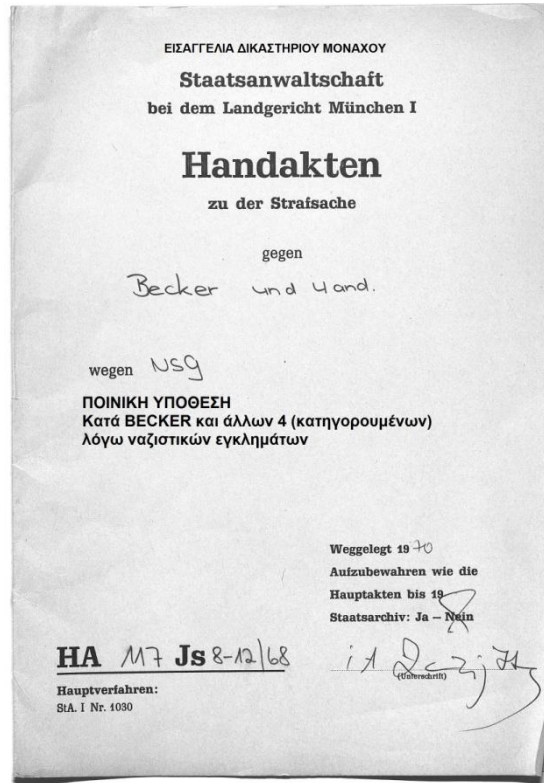 ΕΙΣΑΓΓΕΛΙΑ ΔΙΚΑΣΤΗΡΙΟΥ ΜΟΝΑΧΟΥ
Staatsanwaltschaft
bei dem Landgericht München I
Handakten
zu der Strafsache
gegen
Becker und 4 and.
wegen NSG
ΠΟΙΝΙΚΗ ΥΠΟΘΕΣΗ
Κατά BECKER και άλλων 4 (κατηγορουμένων)
λόγω ναζιστικών εγκλημάτων
Weggelegt 1970
Aufzubewahren wie die
Hauptakten bis 19
Staatsarchiv: Ja – Nein
HA 117 Js 8-12/68
(Unterschrift)
Hauptverfahren:
StA. I Nr. 1030